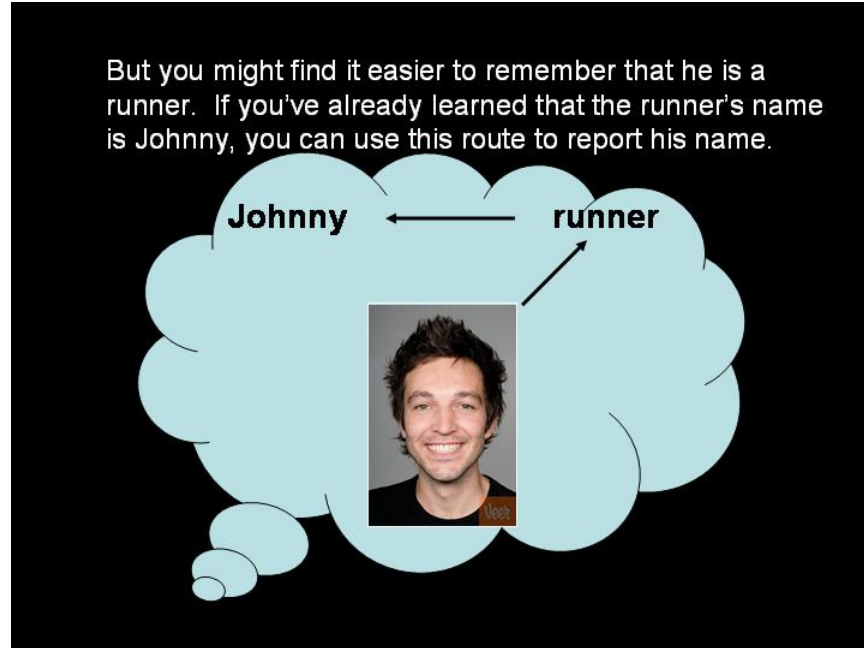 But you might find it easier to remember that he is a
runner.  If you've already learned that the runner's name
is Johnny, you can use this route to report his name.
Johnny runner
Veer